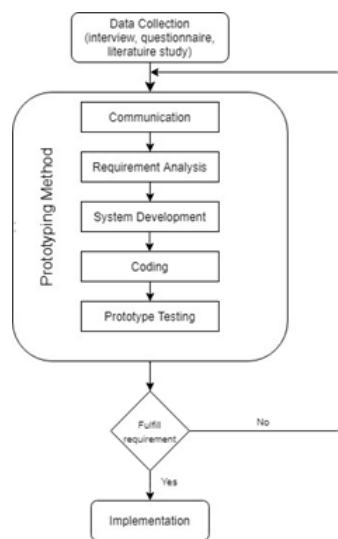 Data Collection
(interview, questionnaire,
literatuire study)
Prototyping Method
Communication
Requirement Analysis
System Development
Coding
Prototype Testing
Fulfill
requirement
No
Yes
Implementation